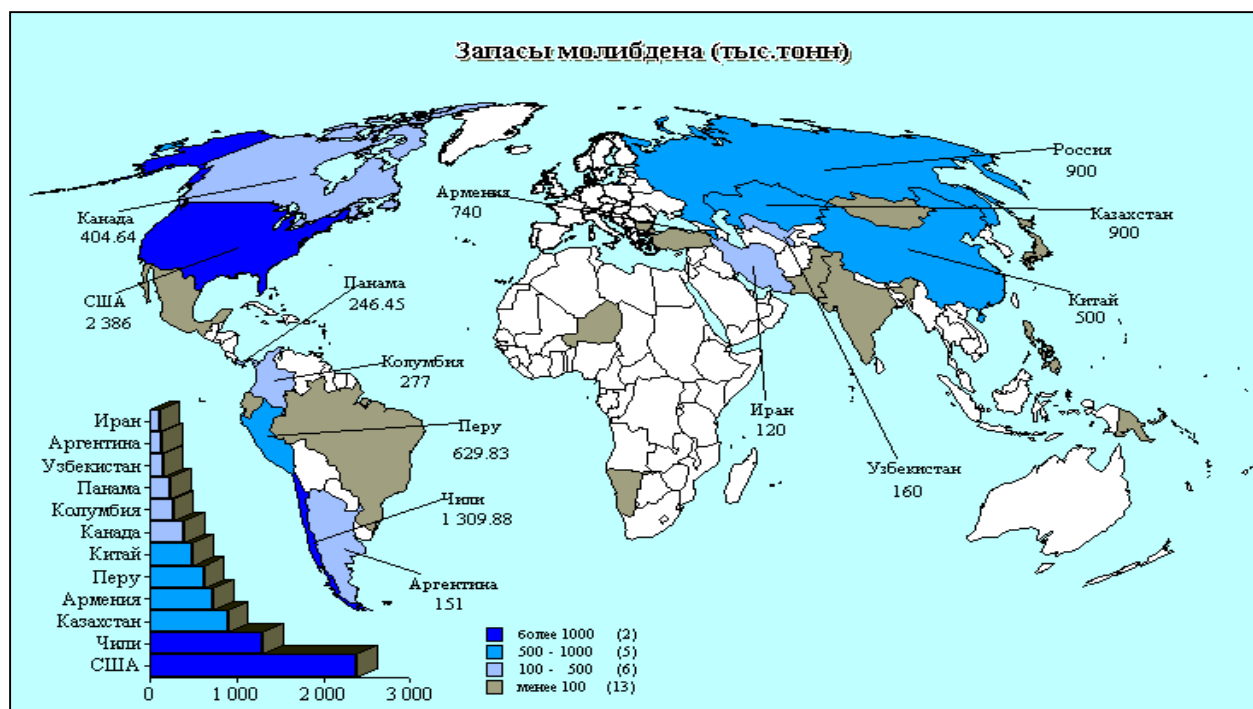 Запасы молибдена (тыс.тонн)
Россия
900
Армения
740
Канада
404.64
Казахстан
900
Панама
246.45
США
2 386
Китай
500
Колумбия
277
Иран
120
Перу
629.83
Узбекистан
160
Чили
1 309.88
Аргентина
151
Иран
Аргентина
Узбекистан
Панама
Колумбия
Канада
Китай
Перу
Армения
Казахстан
Чили
США
0 1 000 2 000 3 000
более 1000 (2)
500 - 1000 (5)
100 - 500 (6)
менее 100 (13)